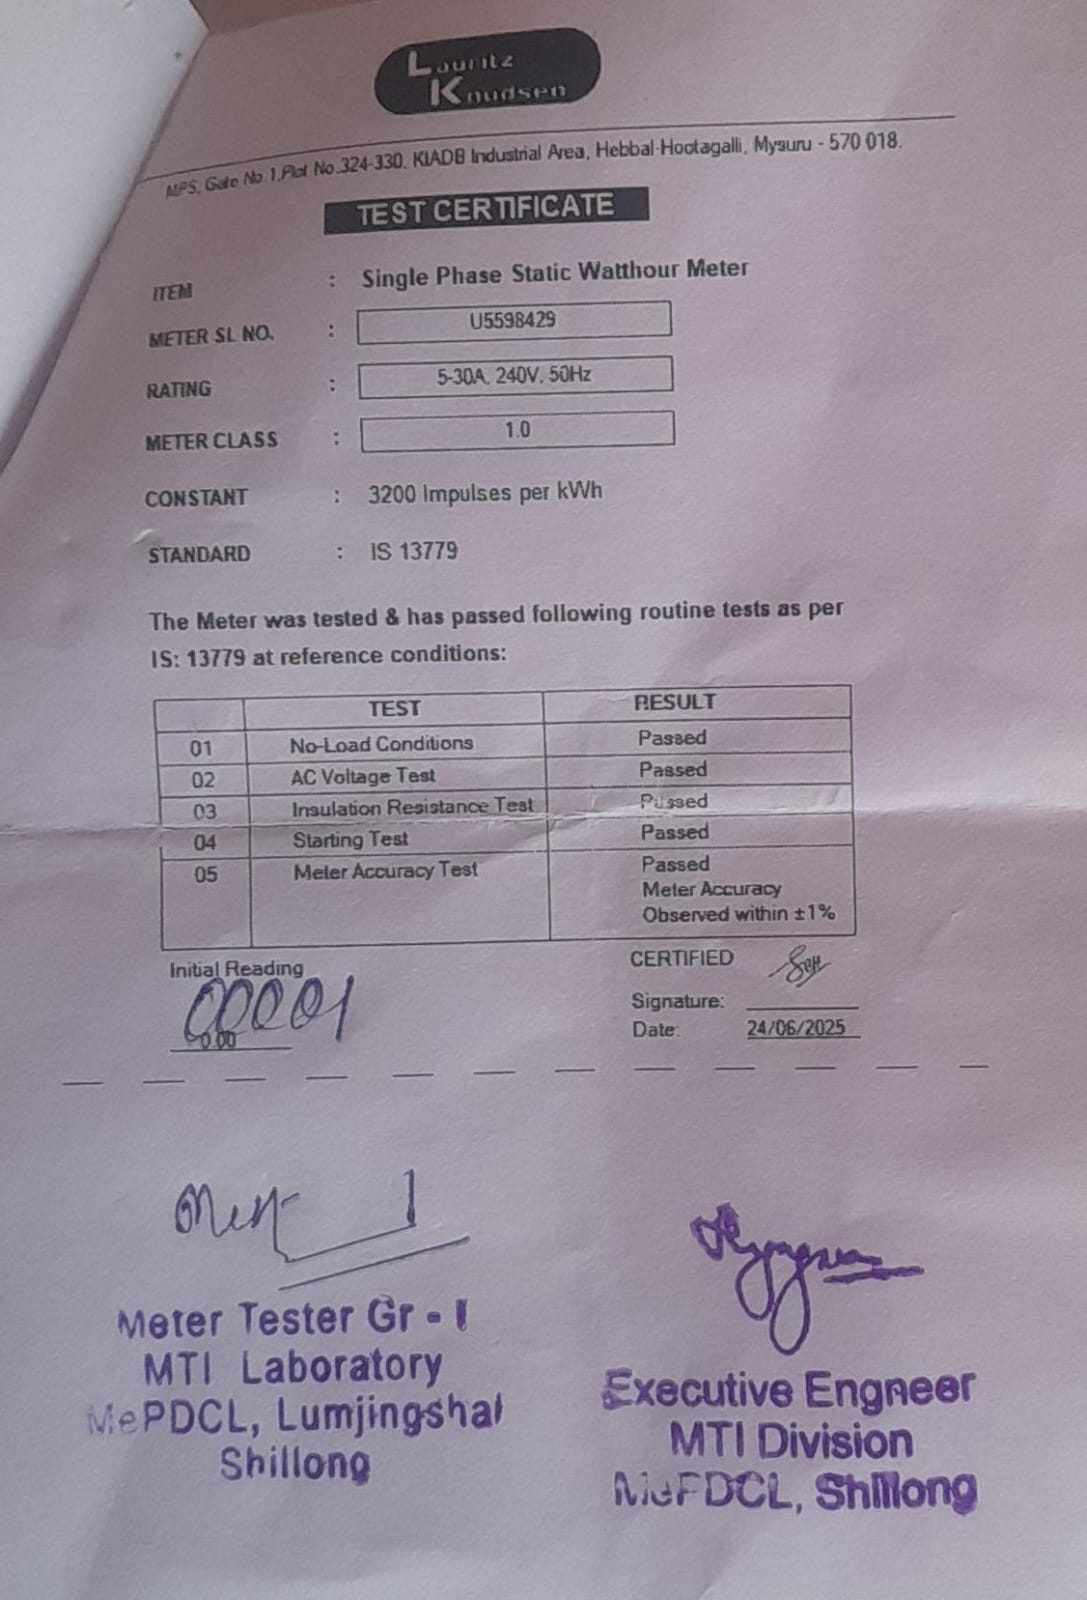 Lauritz
Knudsen
MPS, Gate No.1,Plot No.324-330, KIADB Industrial Area, Hebbal-Hootagalli, Mysuru - 570 018.
TEST CERTIFICATE
ITEM : Single Phase Static Watthour Meter
METER SL NO. : U5598429
RATING : 5-30A, 240V, 50Hz
METER CLASS : 1.0
CONSTANT : 3200 Impulses per kWh
STANDARD : IS 13779
The Meter was tested & has passed following routine tests as per
IS: 13779 at reference conditions:
TEST RESULT
01 No-Load Conditions Passed
02 AC Voltage Test Passed
03 Insulation Resistance Test Passed
04 Starting Test Passed
05 Meter Accuracy Test Passed
Meter Accuracy
Observed within ±1%
Initial Reading
00001
0.00
CERTIFIED
Signature:
Date: 24/06/2025
Meter Tester Gr - I
MTI Laboratory
MePDCL, Lumjingshai
Shillong
Executive Engneer
MTI Division
MePDCL, Shillong